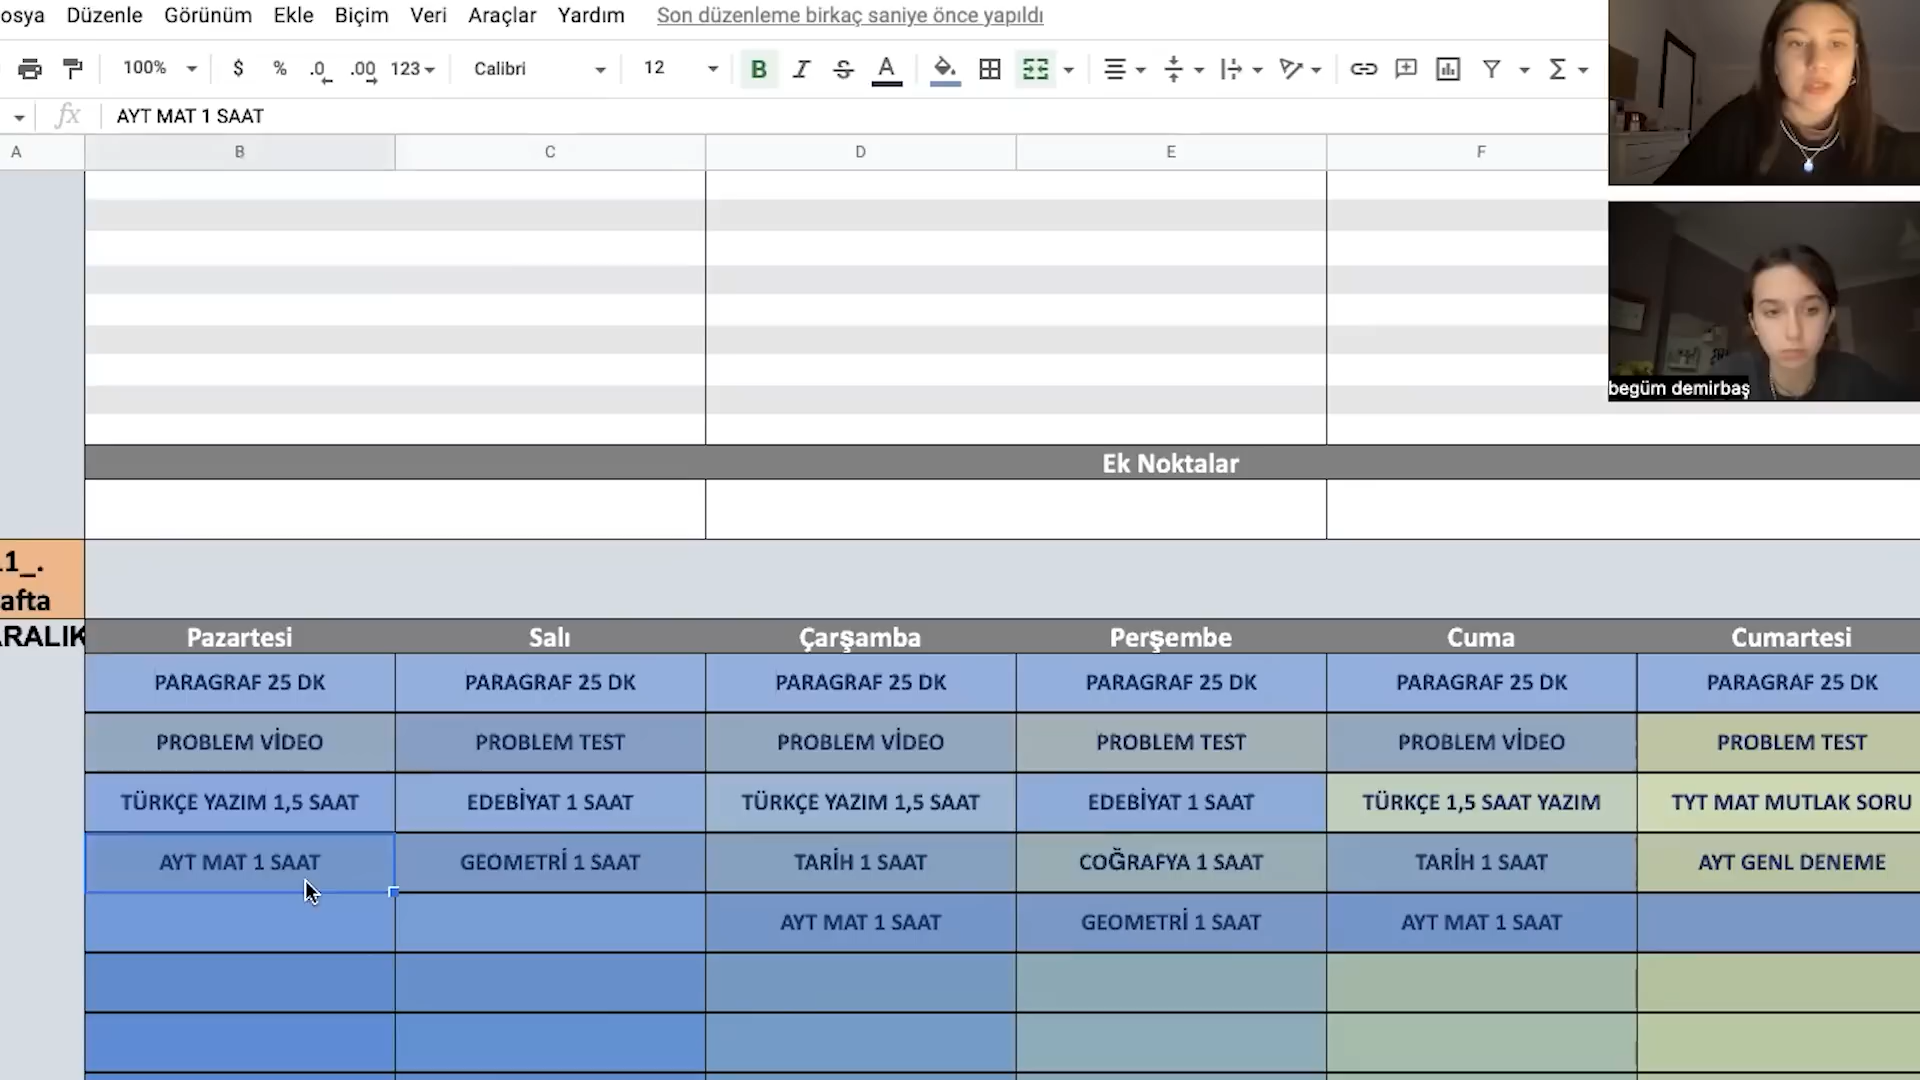 osya Düzenle Görünüm Ekle Biçim Veri Araçlar Yardım Son düzenleme birkaç saniye önce yapıldı
100% $ % .0 .00 123 Calibri 12 B I S A
fx AYT MAT 1 SAAT
A B C D E F
begüm demirbaş
Ek Noktalar
11_.
afta
ARALIK Pazartesi Salı Çarşamba Perşembe Cuma Cumartesi
PARAGRAF 25 DK PARAGRAF 25 DK PARAGRAF 25 DK PARAGRAF 25 DK PARAGRAF 25 DK PARAGRAF 25 DK
PROBLEM VİDEO PROBLEM TEST PROBLEM VİDEO PROBLEM TEST PROBLEM VİDEO PROBLEM TEST
TÜRKÇE YAZIM 1,5 SAAT EDEBİYAT 1 SAAT TÜRKÇE YAZIM 1,5 SAAT EDEBİYAT 1 SAAT TÜRKÇE 1,5 SAAT YAZIM TYT MAT MUTLAK SORU
AYT MAT 1 SAAT GEOMETRİ 1 SAAT TARİH 1 SAAT COĞRAFYA 1 SAAT TARİH 1 SAAT AYT GENL DENEME
AYT MAT 1 SAAT GEOMETRİ 1 SAAT AYT MAT 1 SAAT